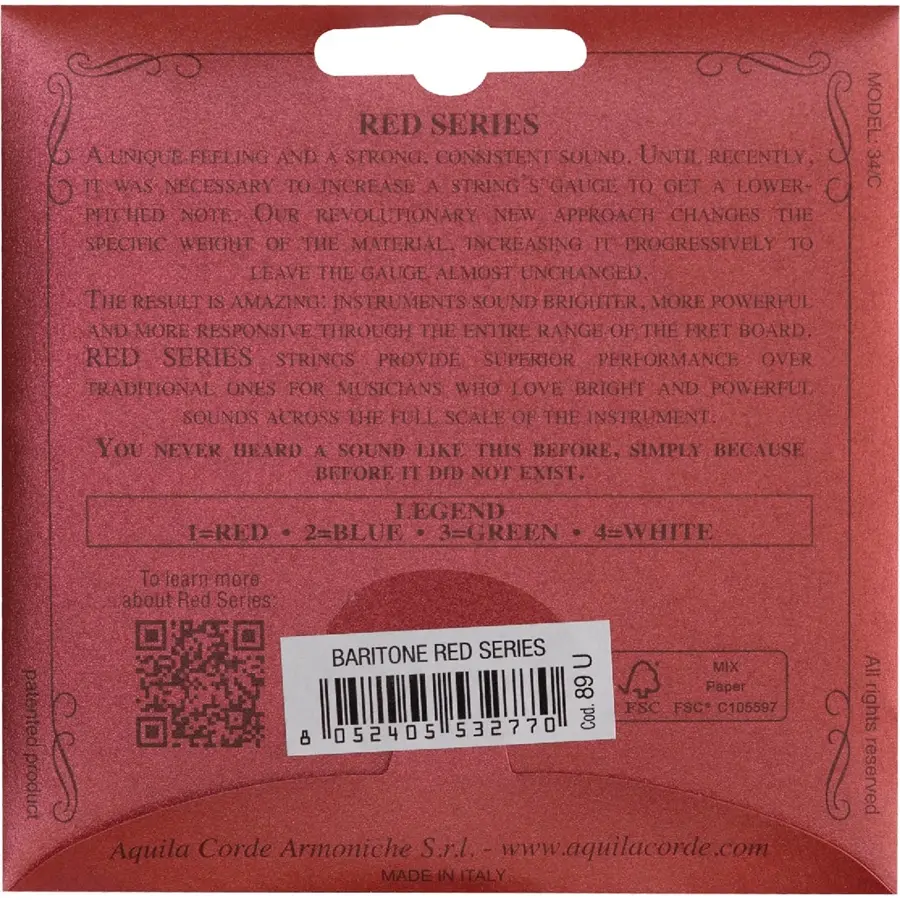 RED SERIES
A UNIQUE FEELING AND A STRONG, CONSISTENT SOUND. UNTIL RECENTLY,
IT WAS NECESSARY TO INCREASE A STRING'S GAUGE TO GET A LOWER-
PITCHED NOTE. OUR REVOLUTIONARY NEW APPROACH CHANGES THE
SPECIFIC WEIGHT OF THE MATERIAL, INCREASING IT PROGRESSIVELY TO
LEAVE THE GAUGE ALMOST UNCHANGED.
THE RESULT IS AMAZING: INSTRUMENTS SOUND BRIGHTER, MORE POWERFUL
AND MORE RESPONSIVE THROUGH THE ENTIRE RANGE OF THE FRET BOARD.
RED SERIES STRINGS PROVIDE SUPERIOR PERFORMANCE OVER
TRADITIONAL ONES FOR MUSICIANS WHO LOVE BRIGHT AND POWERFUL
SOUNDS ACROSS THE FULL SCALE OF THE INSTRUMENT.
YOU NEVER HEARD A SOUND LIKE THIS BEFORE, SIMPLY BECAUSE
BEFORE IT DID NOT EXIST.
LEGEND
1=RED • 2=BLUE • 3=GREEN • 4=WHITE
To learn more
about Red Series:
BARITONE RED SERIES
8 052405 532770
Cod. 89 U
FSC
MIX
Paper
FSC® C105597
MODEL: 34/C
patented product
All rights reserved
Aquila Corde Armoniche S.r.l. - www.aquilacorde.com
MADE IN ITALY